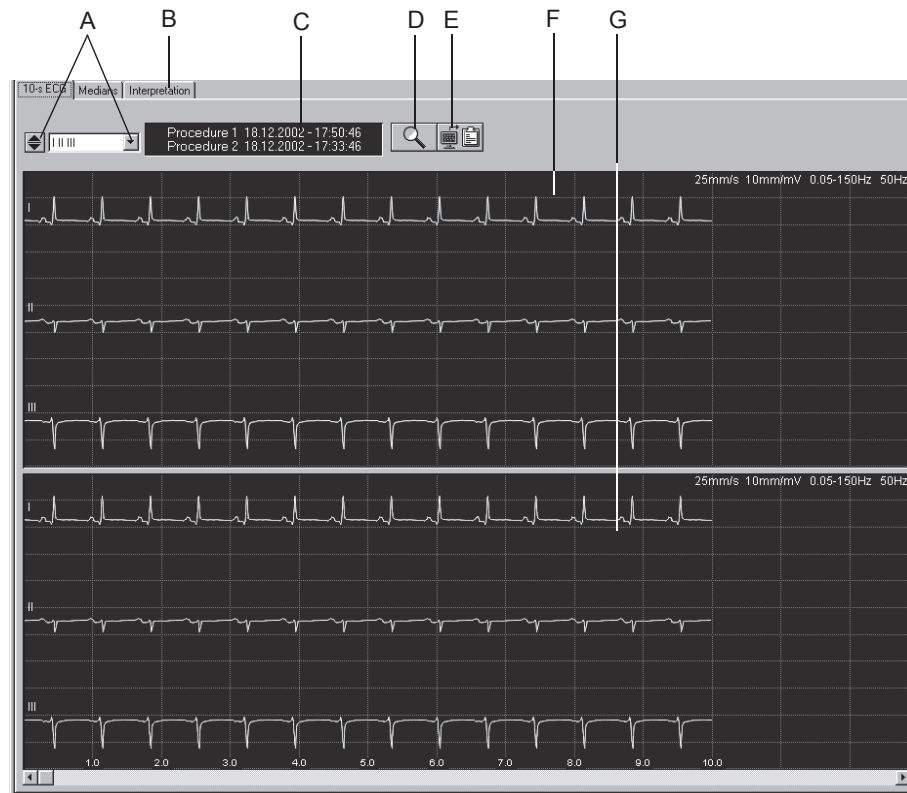 A B C D E F G
10-s ECG Medians Interpretation
I II III
Procedure 1 18.12.2002 - 17:50:46
Procedure 2 18.12.2002 - 17:33:46
25mm/s 10mm/mV 0.05-150Hz 50Hz
I
II
III
25mm/s 10mm/mV 0.05-150Hz 50Hz
I
II
III
1.0 2.0 3.0 4.0 5.0 6.0 7.0 8.0 9.0 10.0